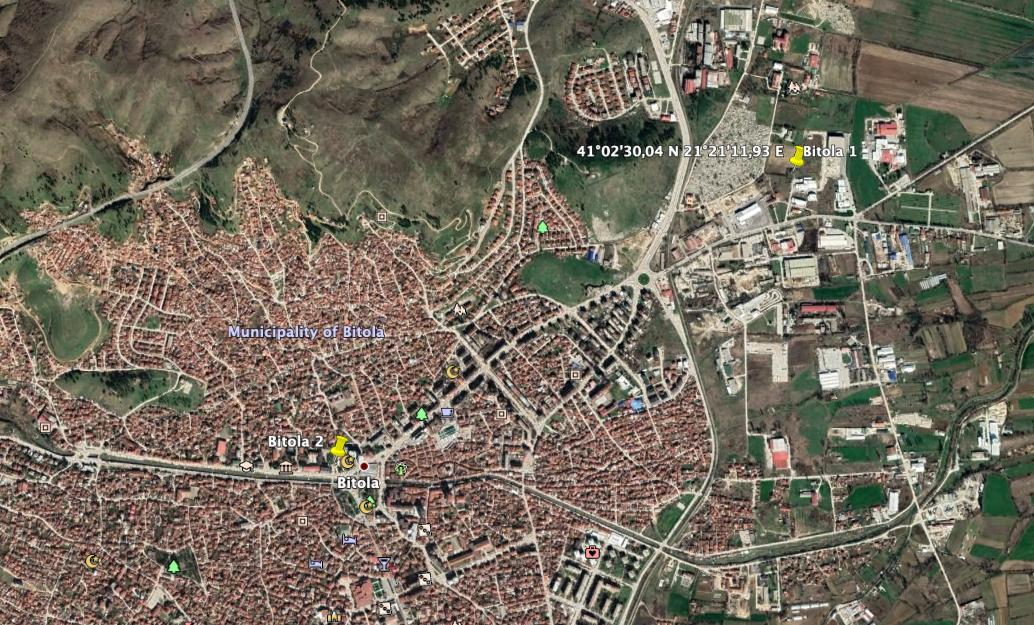 41°02'30,04 N 21°21'11,93 E
Bitola 1
Municipality of Bitola
Bitola 2
Bitola